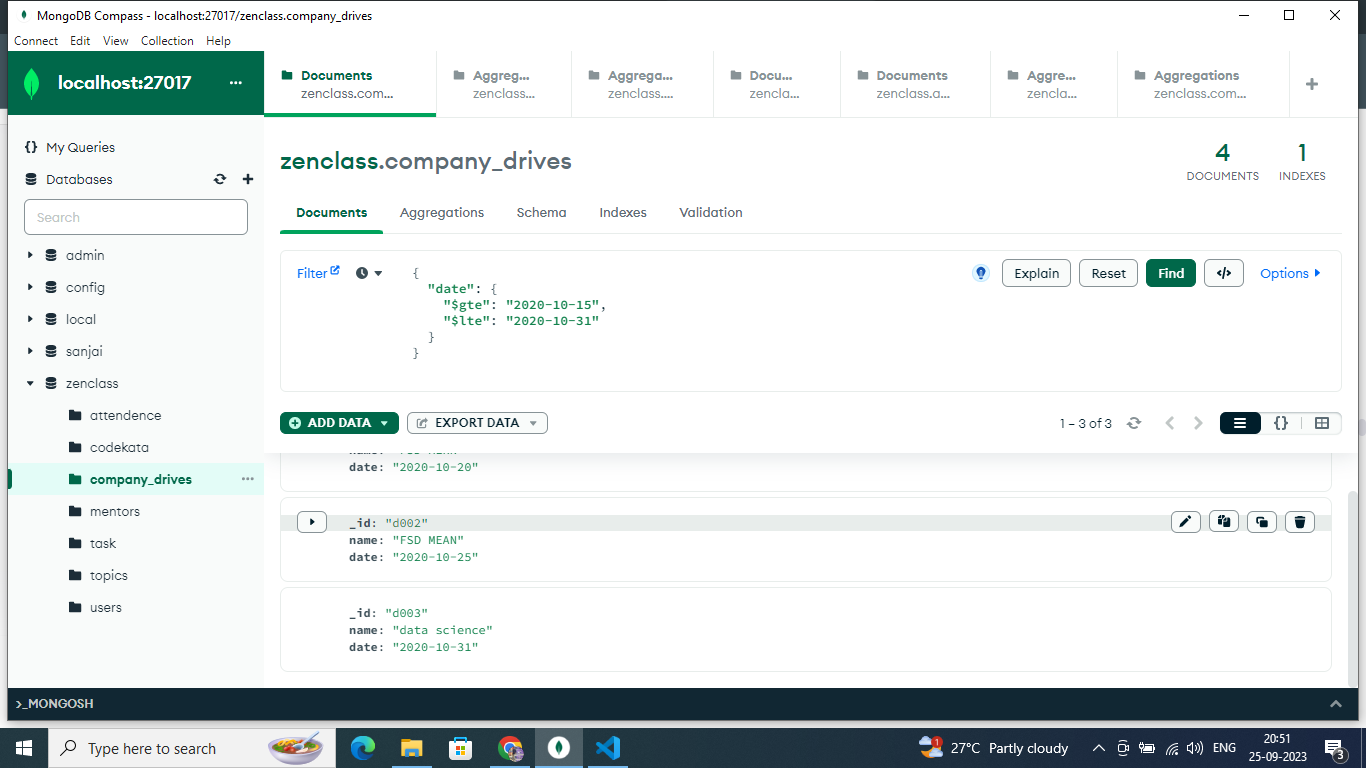 MongoDB Compass - localhost:27017/zenclass.company_drives
Connect Edit View Collection Help
localhost:27017 ...
Documents
zenclass.com...
Aggreg...
zenclass...
Aggrega...
zenclass....
Docu...
zencla...
Documents
zenclass.a...
Aggre...
zencla...
Aggregations
zenclass.com...
+
{} My Queries
Databases
Search
admin
config
local
sanjai
zenclass
attendence
codekata
company_drives ...
mentors
task
topics
users
zenclass.company_drives
4
DOCUMENTS
1
INDEXES
Documents Aggregations Schema Indexes Validation
Filter
{
"date": {
"$gte": "2020-10-15",
"$lte": "2020-10-31"
}
}
Explain Reset Find </> Options
ADD DATA EXPORT DATA 1 – 3 of 3 {}
date: "2020-10-20"
_id: "d002"
name: "FSD MEAN"
date: "2020-10-25"
_id: "d003"
name: "data science"
date: "2020-10-31"
>_MONGOSH
Type here to search
1
27°C Partly cloudy
ENG
20:51
25-09-2023
3